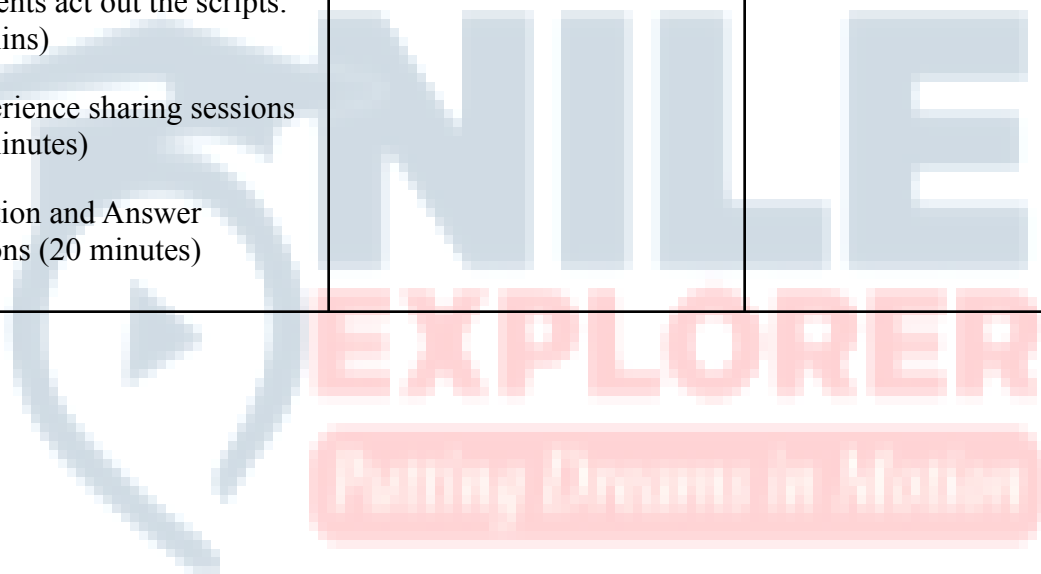 ents act out the scripts.
ins)
erience sharing sessions
inutes)
tion and Answer
ons (20 minutes)
NILE
EXPLORER
Putting Dreams in Motion